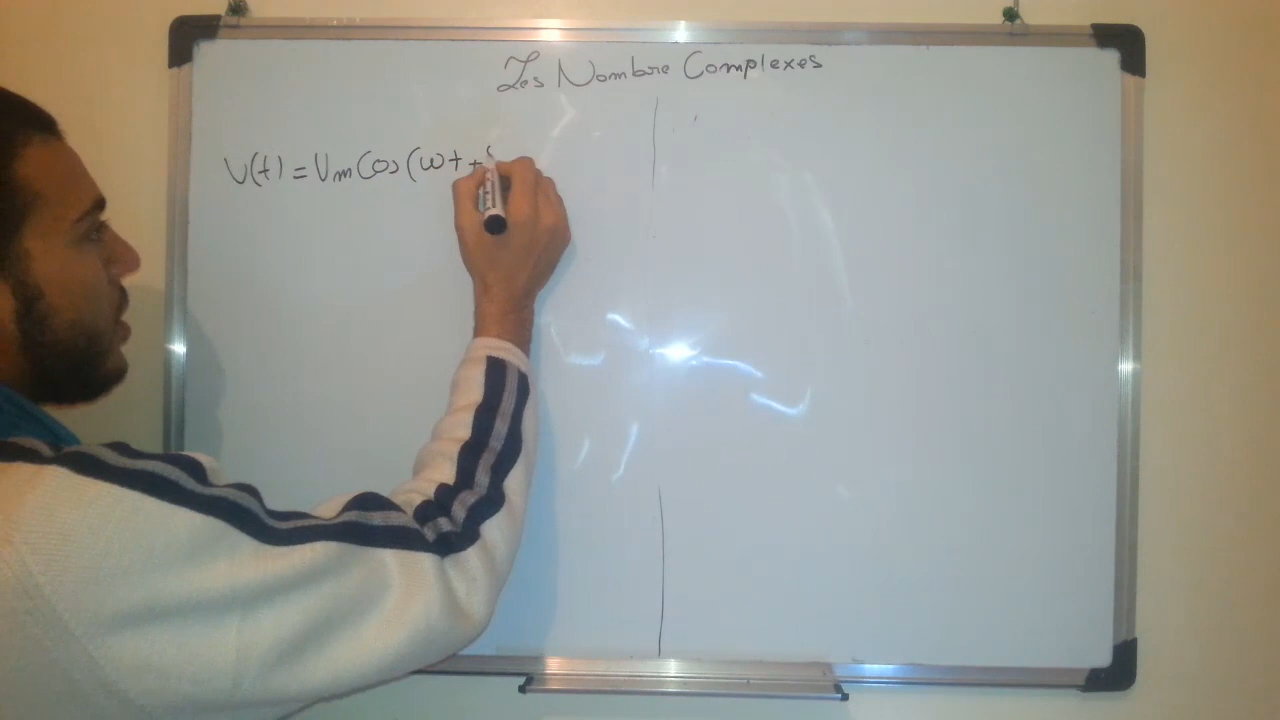 Les Nombre Complexes
V(t) = Vm Cos (ωt +